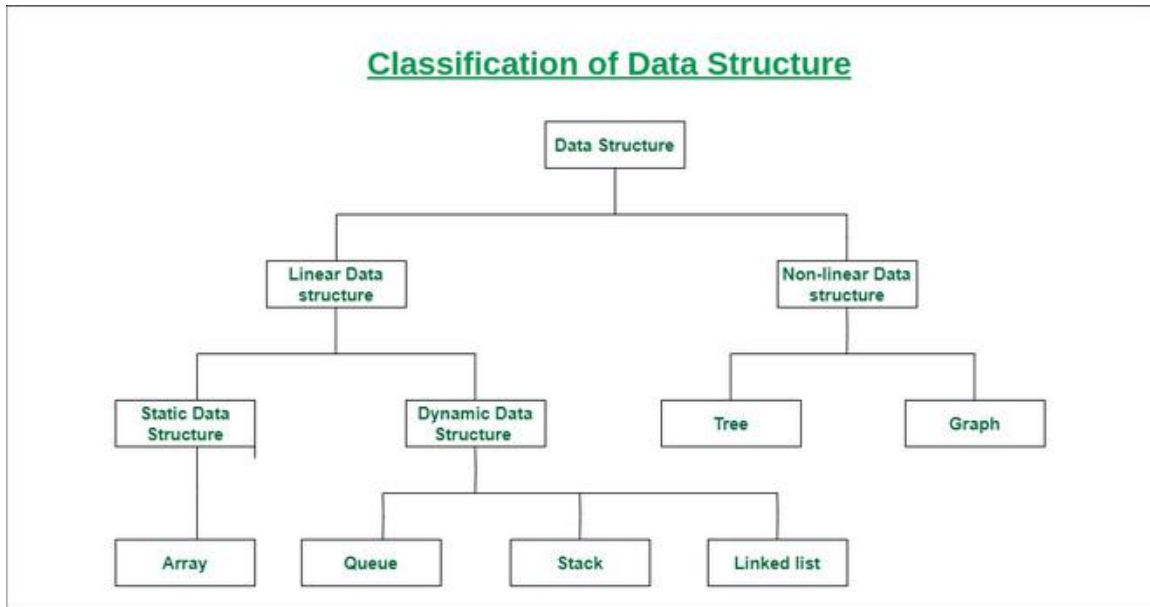 Classification of Data Structure
Data Structure
Linear Data
structure
Non-linear Data
structure
Static Data
Structure
Dynamic Data
Structure
Tree
Graph
Array
Queue
Stack
Linked list